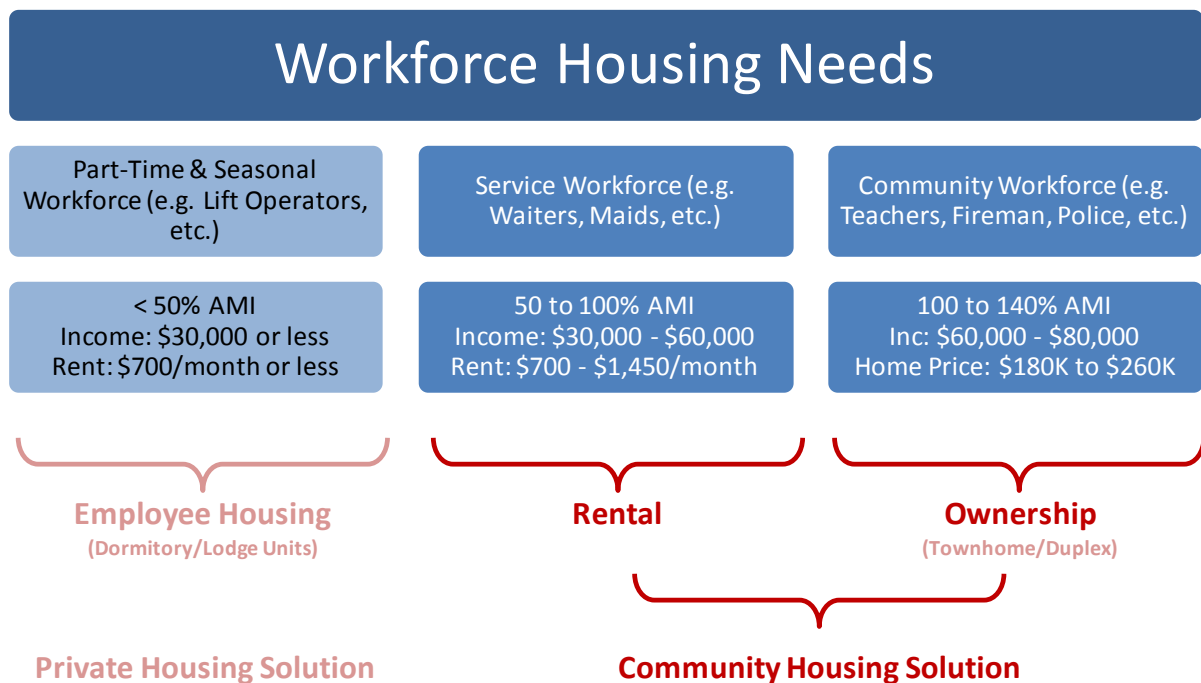 Workforce Housing Needs
Part-Time & Seasonal
Workforce (e.g. Lift Operators,
etc.)
Service Workforce (e.g.
Waiters, Maids, etc.)
Community Workforce (e.g.
Teachers, Fireman, Police, etc.)
< 50% AMI
Income: $30,000 or less
Rent: $700/month or less
50 to 100% AMI
Income: $30,000 - $60,000
Rent: $700 - $1,450/month
100 to 140% AMI
Inc: $60,000 - $80,000
Home Price: $180K to $260K
Employee Housing
(Dormitory/Lodge Units)
Rental
Ownership
(Townhome/Duplex)
Private Housing Solution
Community Housing Solution